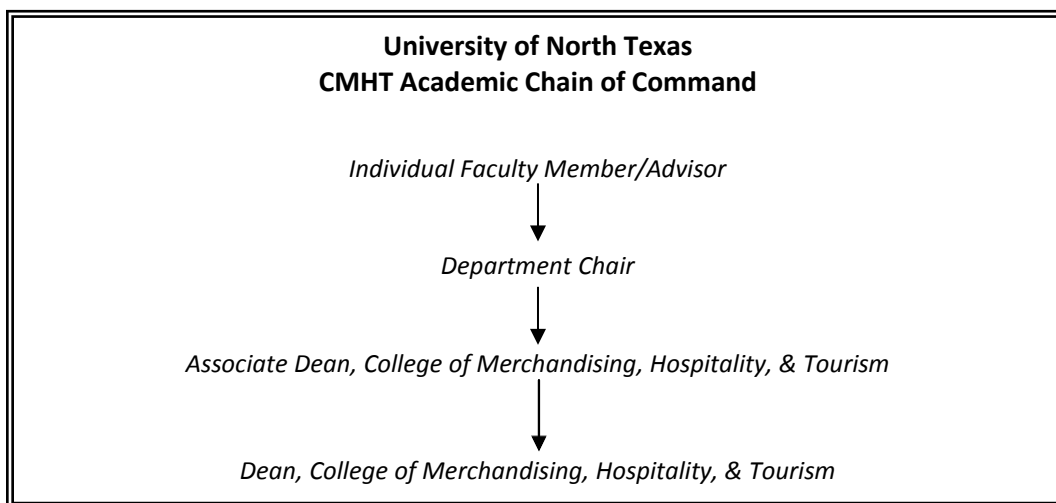 University of North Texas
CMHT Academic Chain of Command
Individual Faculty Member/Advisor
Department Chair
Associate Dean, College of Merchandising, Hospitality, & Tourism
Dean, College of Merchandising, Hospitality, & Tourism